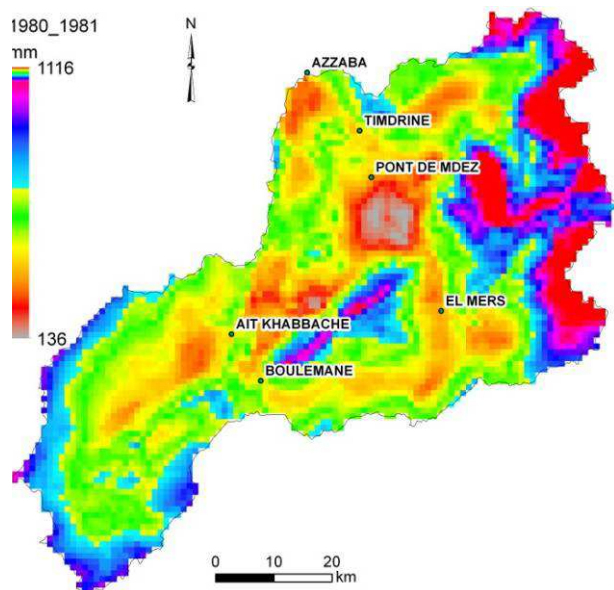 1980_1981
mm
1116
136
N
AZZABA
TIMDRINE
PONT DE MDEZ
EL MERS
AIT KHABBACHE
BOULEMANE
0 10 20
km